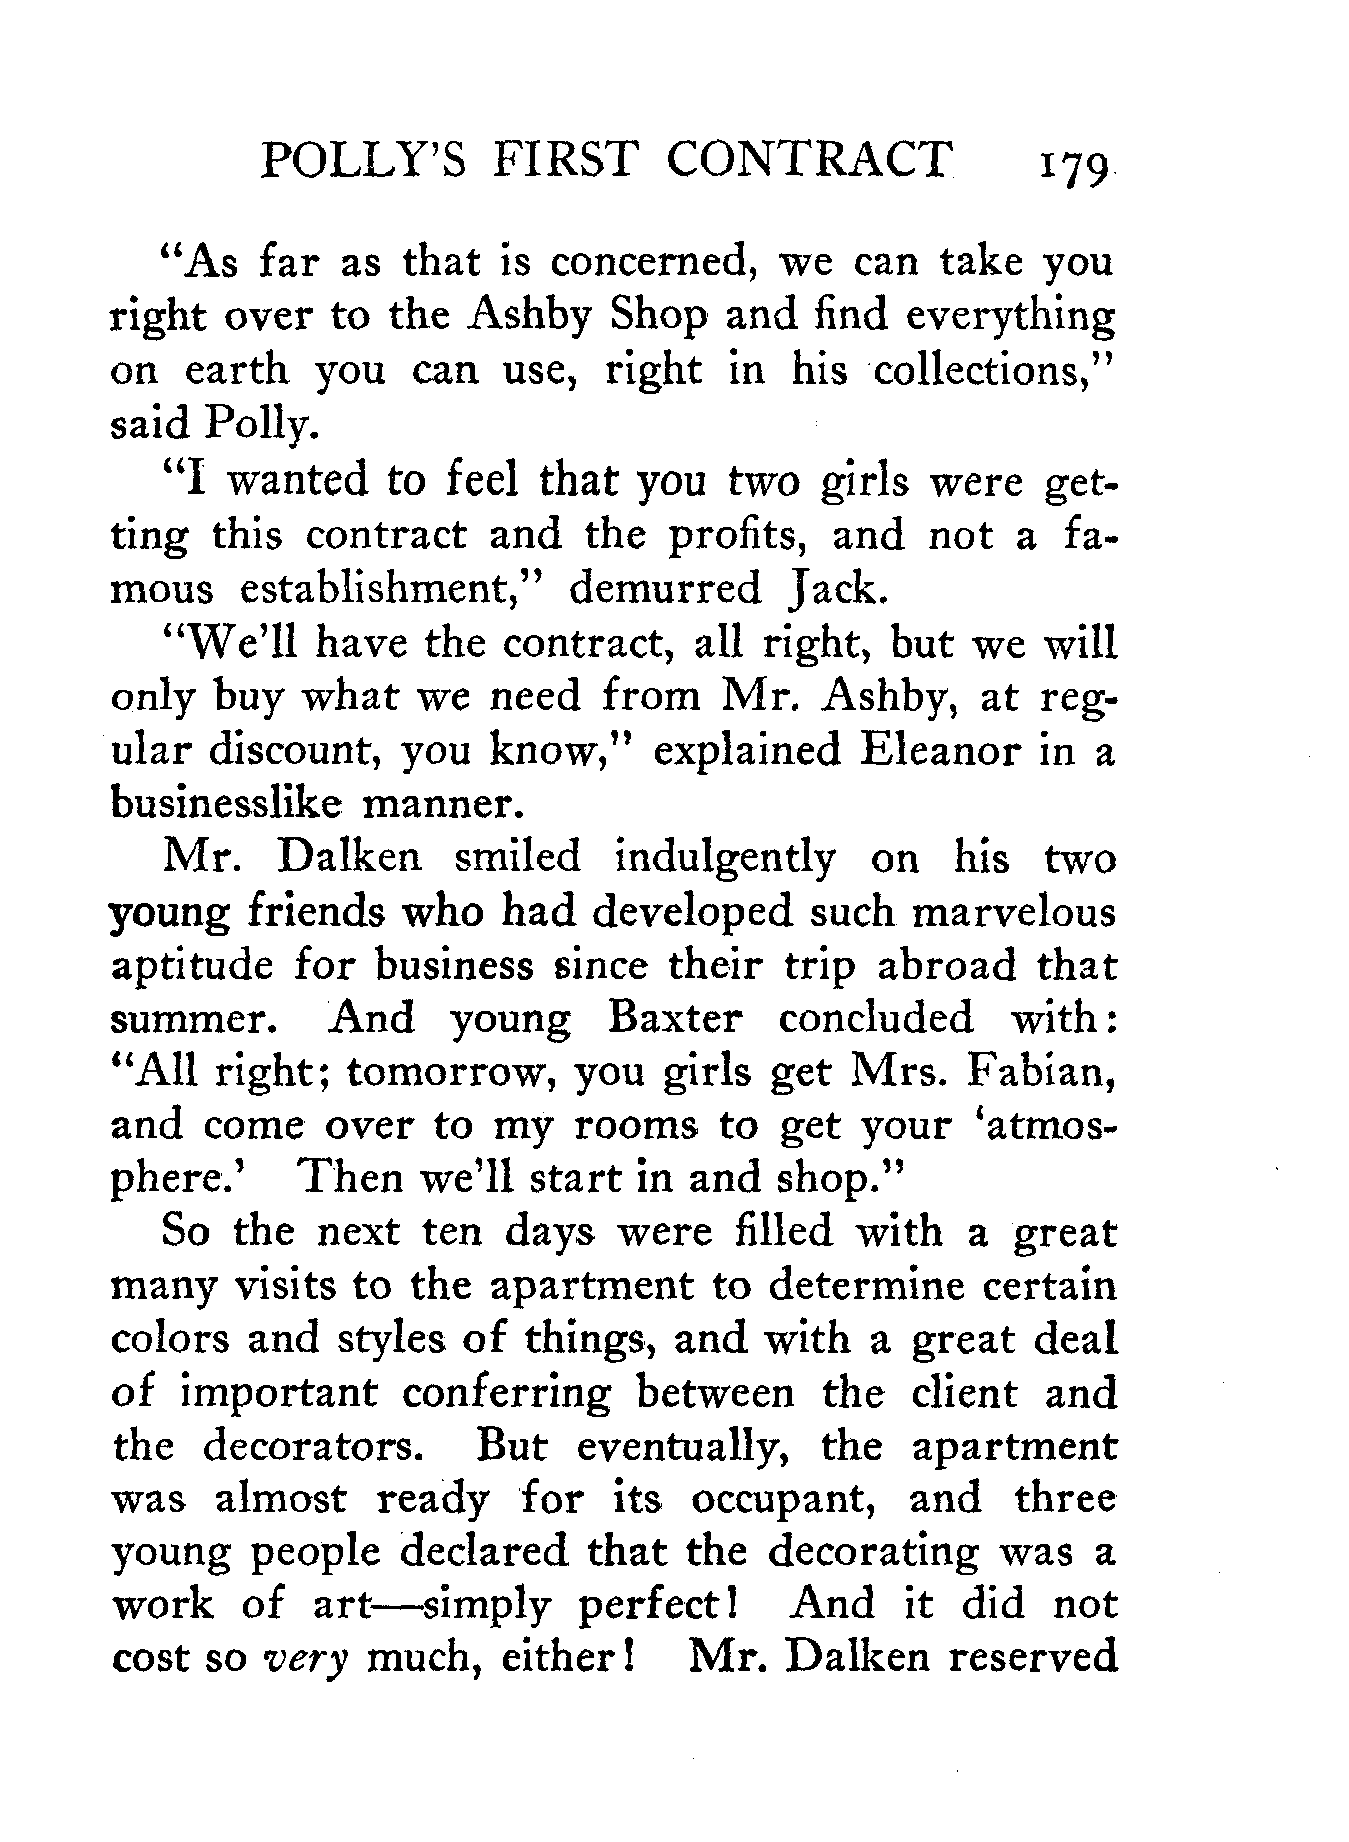 POLLY'S FIRST CONTRACT 179
"As far as that is concerned, we can take you
right over to the Ashby Shop and find everything
on earth you can use, right in his collections,"
said Polly.
"I wanted to feel that you two girls were get-
ting this contract and the profits, and not a fa-
mous establishment," demurred Jack.
"We'll have the contract, all right, but we will
only buy what we need from Mr. Ashby, at reg-
ular discount, you know," explained Eleanor in a
businesslike manner.
Mr. Dalken smiled indulgently on his two
young friends who had developed such marvelous
aptitude for business since their trip abroad that
summer. And young Baxter concluded with:
"All right; tomorrow, you girls get Mrs. Fabian,
and come over to my rooms to get your 'atmos-
phere.' Then we'll start in and shop."
So the next ten days were filled with a great
many visits to the apartment to determine certain
colors and styles of things, and with a great deal
of important conferring between the client and
the decorators. But eventually, the apartment
was almost ready for its occupant, and three
young people declared that the decorating was a
work of art—simply perfect! And it did not
cost so very much, either! Mr. Dalken reserved